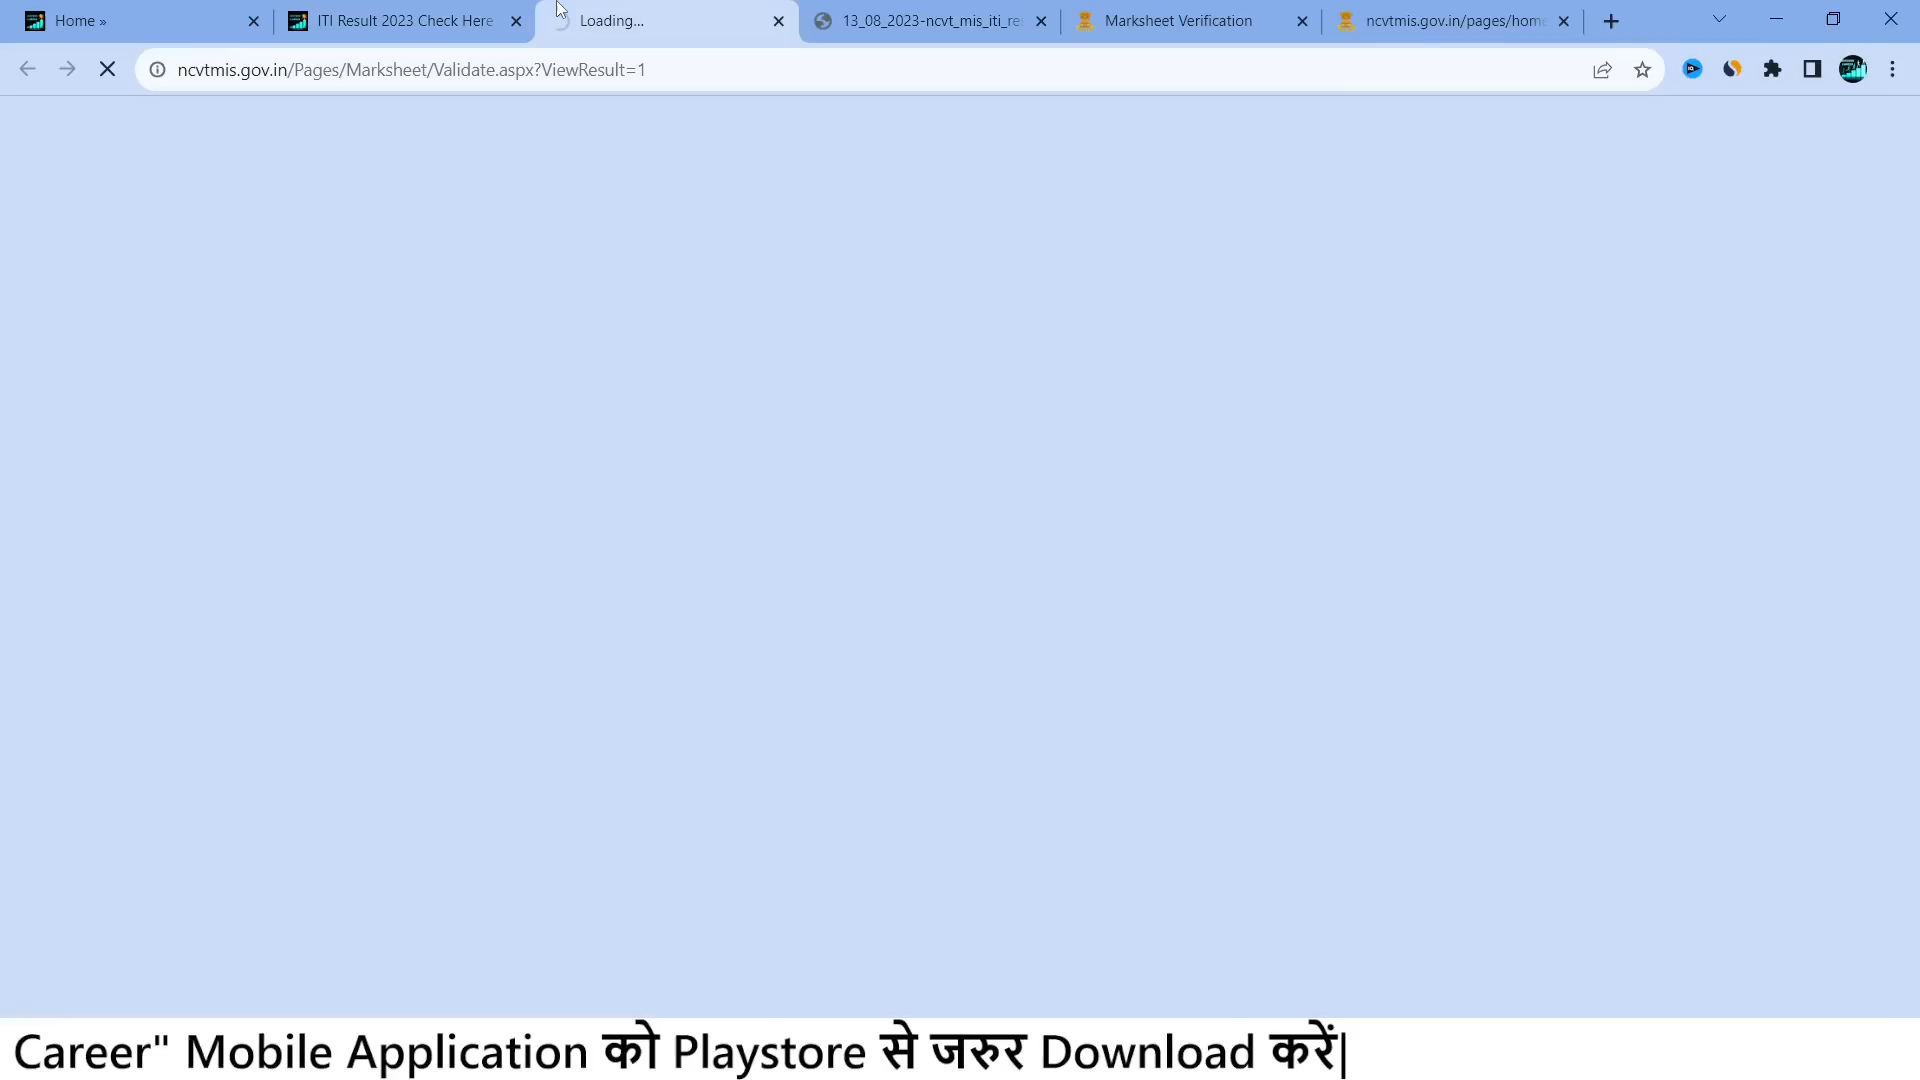 Home »
ITI Result 2023 Check Here
Loading...
13_08_2023-ncvt_mis_iti_re
Marksheet Verification
ncvtmis.gov.in/pages/home
ncvtmis.gov.in/Pages/Marksheet/Validate.aspx?ViewResult=1
Career" Mobile Application को Playstore से जरुर Download करें|